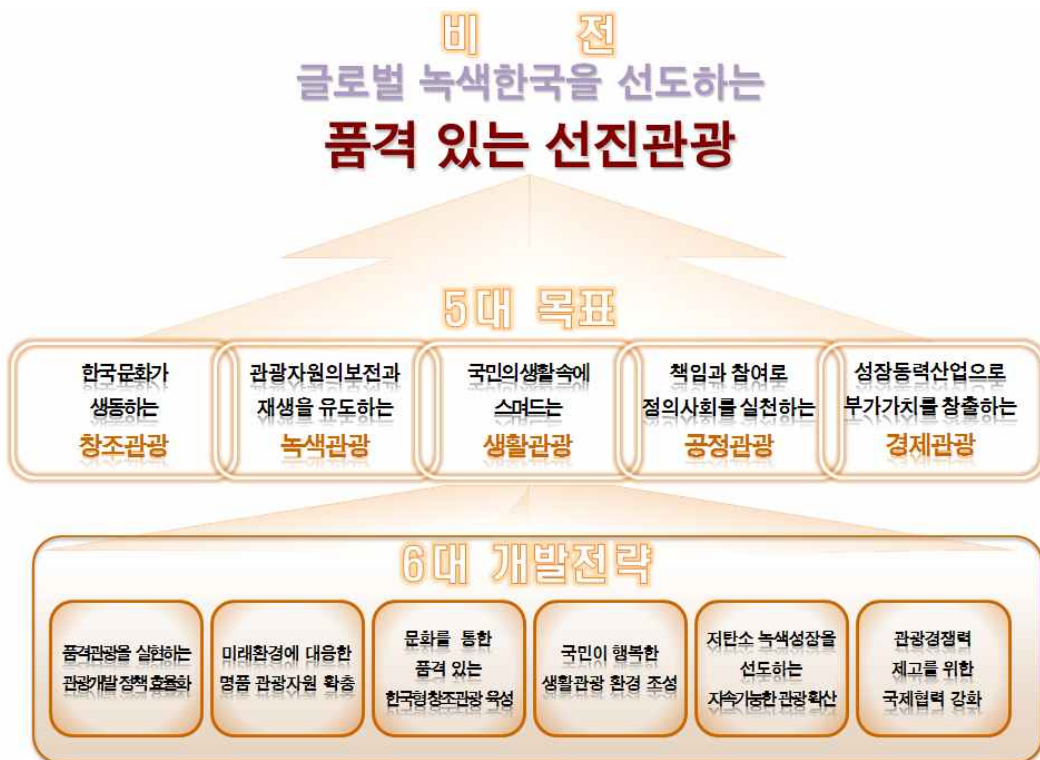 비 전
글로벌 녹색한국을 선도하는
품격 있는 선진관광
5대 목표
한국문화가
생동하는
창조관광
관광자원의보전과
재생을 유도하는
녹색관광
국민의생활속에
스며드는
생활관광
책임과 참여로
정의사회를 실천하는
공정관광
성장동력산업으로
부가가치를 창출하는
경제관광
6대 개발전략
품격관광을 실현하는
관광개발 정책 효율화
미래환경에 대응한
명품 관광자원 확충
문화를 통한
품격 있는
한국형창조관광 육성
국민이 행복한
생활관광 환경 조성
저탄소 녹색성장을
선도하는
지속가능한 관광 확산
관광경쟁력
제고를 위한
국제협력 강화